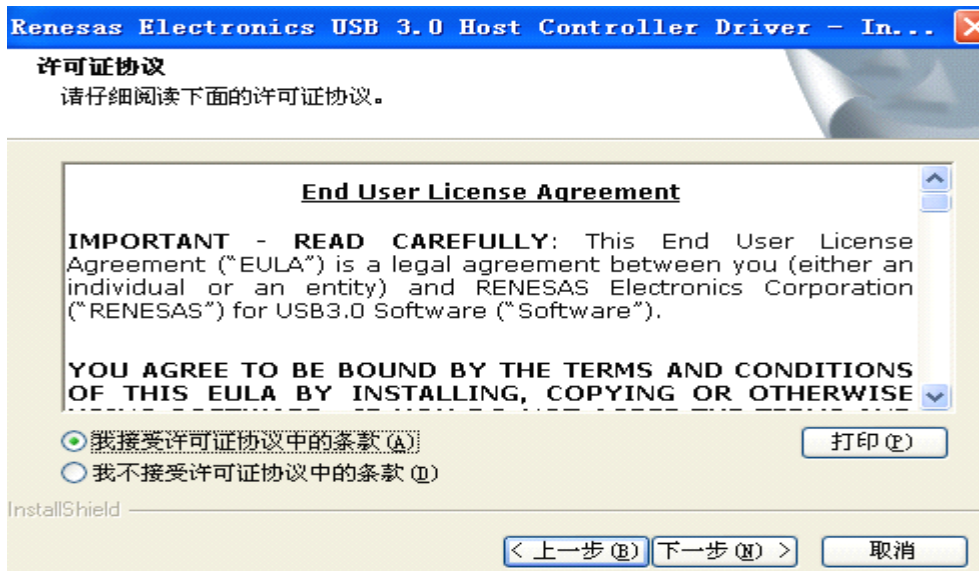 Renesas Electronics USB 3.0 Host Controller Driver - In...
许可证协议
请仔细阅读下面的许可证协议。
End User License Agreement
IMPORTANT - READ CAREFULLY: This End User License
Agreement ("EULA") is a legal agreement between you (either an
individual or an entity) and RENESAS Electronics Corporation
("RENESAS") for USB3.0 Software ("Software").
YOU AGREE TO BE BOUND BY THE TERMS AND CONDITIONS
OF THIS EULA BY INSTALLING, COPYING OR OTHERWISE
我接受许可证协议中的条款(A)
打印(P)
我不接受许可证协议中的条款(D)
InstallShield
< 上一步(B) 下一步(N) > 取消